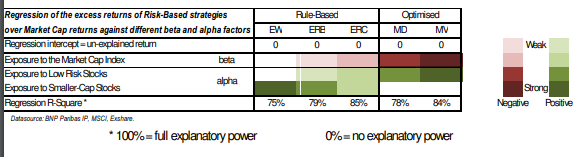 Regression of the excess returns of Risk-Based strategies Rule-Based Optimised
over Market Cap returns against different beta and alpha factors EW ERB ERC MD MV
Regression intercept = un-explained return 0 0 0 0 0
Exposure to the Market Cap Index beta
Exposure to Low Risk Stocks alpha
Exposure to Smaller-Cap Stocks
Regression R-Square * 75% 79% 85% 78% 84%
Weak
Strong
Negative Positive
Datasource: BNP Paribas IP, MSCI, Exshare.
* 100% = full explanatory power 0% = no explanatory power